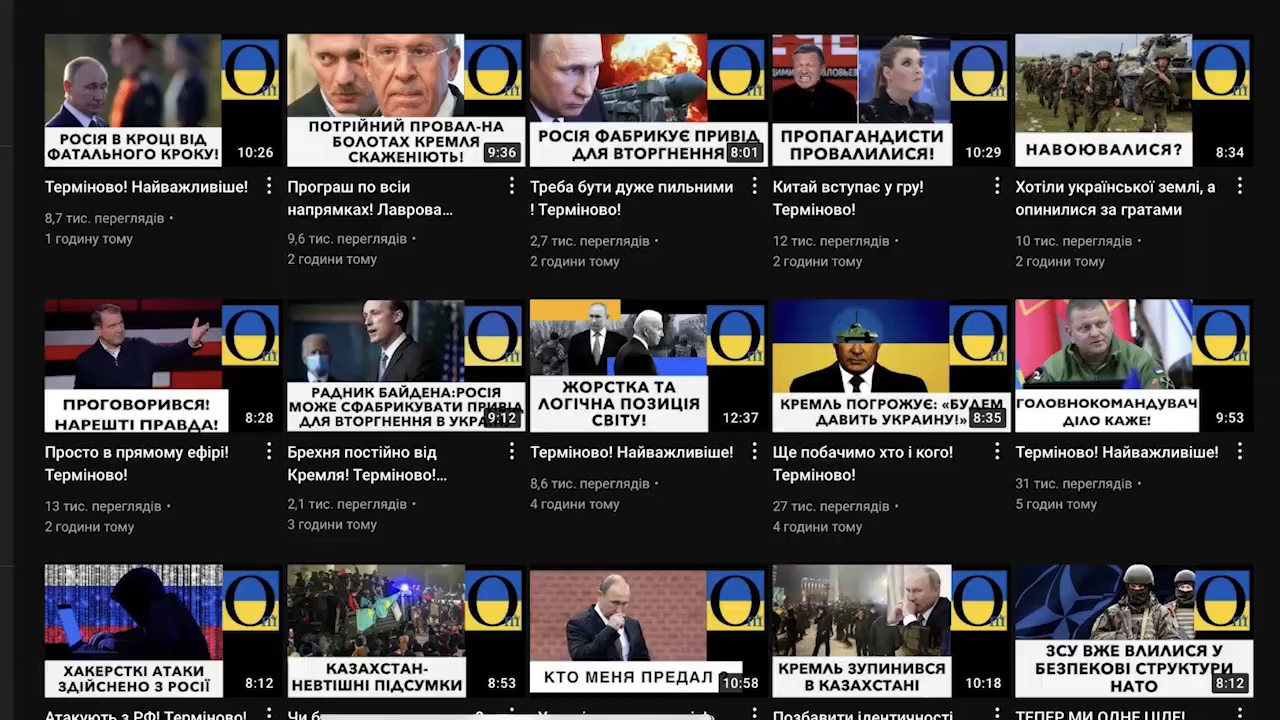 РОСІЯ В КРОЦІ ВІД
ФАТАЛЬНОГО КРОКУ!
10:26
Терміново! Найважливіше!
8,7 тис. переглядів •
1 годину тому
ПОТРІЙНИЙ ПРОВАЛ-НА
БОЛОТАХ КРЕМЛЯ
СКАЖЕНІЮТЬ!
9:36
Програш по всіи
напрямках! Лаврова...
9,6 тис. переглядів •
2 години тому
РОСІЯ ФАБРИКУЄ ПРИВІД
ДЛЯ ВТОРГНЕННЯ
8:01
Треба бути дуже пильними
! Терміново!
2,7 тис. переглядів •
2 години тому
ПРОПАГАНДИСТИ
ПРОВАЛИЛИСЯ!
10:29
Китай вступає у гру!
Терміново!
12 тис. переглядів •
2 години тому
НАВОЮВАЛИСЯ?
8:34
Хотіли української землі, а
опинилися за гратами
10 тис. переглядів •
2 години тому
ПРОГОВОРИВСЯ!
НАРЕШТІ ПРАВДА!
8:28
Просто в прямому ефірі!
Терміново!
13 тис. переглядів •
2 години тому
РАДНИК БАЙДЕНА:РОСІЯ
МОЖЕ СФАБРИКУВАТИ ПРИВІД
ДЛЯ ВТОРГНЕННЯ В
9:12
Брехня постійно від
Кремля! Терміново!...
2,1 тис. переглядів •
3 години тому
ЖОРСТКА ТА
ЛОГІЧНА ПОЗИЦІЯ
СВІТУ!
12:37
Терміново! Найважливіше!
8,6 тис. переглядів •
4 години тому
КРЕМЛЬ ПОГРОЖУЄ: «БУДЕМ
ДАВИТЬ УКРАИНУ!»
8:35
Ще побачимо хто і кого!
Терміново!
27 тис. переглядів •
4 години тому
ГОЛОВНОКОМАНДУВАЧ
ДІЛО КАЖЕ!
9:53
Терміново! Найважливіше!
31 тис. переглядів •
5 годин тому
ХАКЕРСТКІ АТАКИ
ЗДІЙСНЕНО З РОСІЇ
8:12
Атакують з РФ! Терміново!
КАЗАХСТАН-
НЕВТІШНІ ПІДСУМКИ
8:53
КТО МЕНЯ ПРЕДАЛ
10:58
КРЕМЛЬ ЗУПИНИВСЯ
В КАЗАХСТАНІ
10:18
Позбавити ідентичності
ЗСУ ВЖЕ ВЛИЛИСЯ У
БЕЗПЕКОВІ СТРУКТУРИ
НАТО
8:12
ТЕПЕР МИ ОДНЕ ЦІЛЕ!